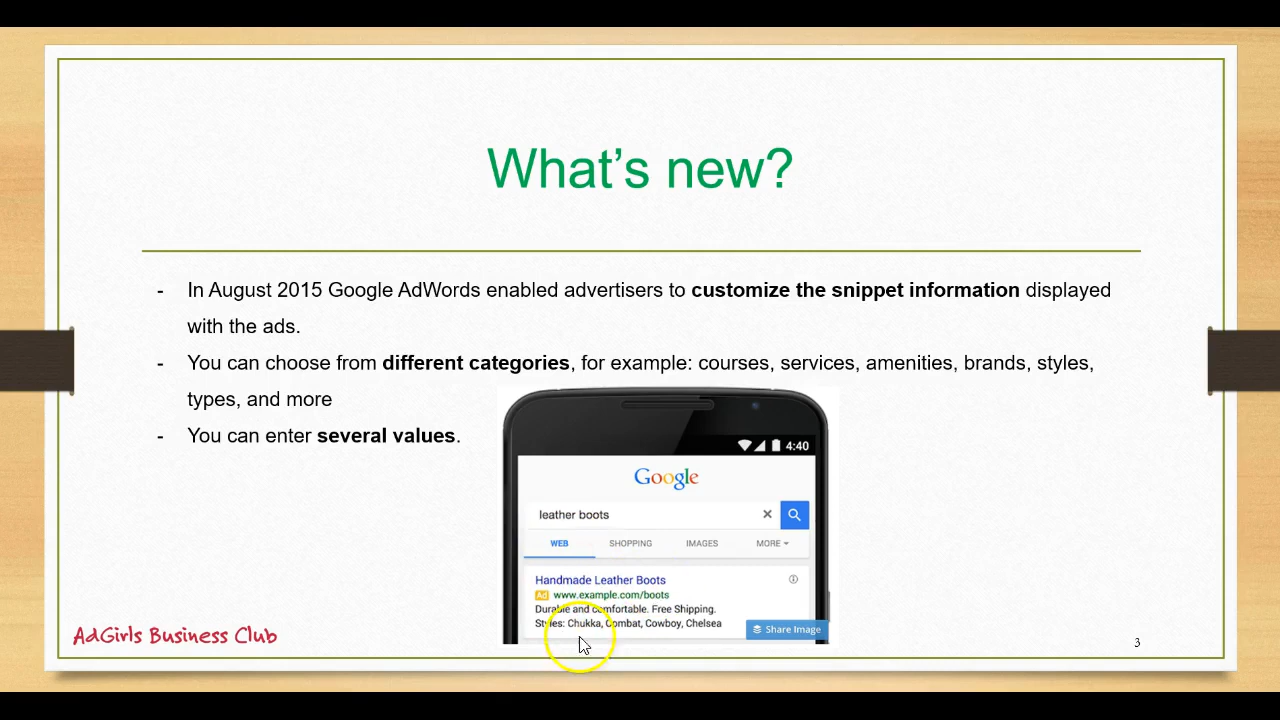 What's new?
- In August 2015 Google AdWords enabled advertisers to customize the snippet information displayed
with the ads.
- You can choose from different categories, for example: courses, services, amenities, brands, styles,
types, and more
- You can enter several values.
4:40
Google
leather boots ×
WEB SHOPPING IMAGES MORE
Handmade Leather Boots
Ad www.example.com/boots
Durable and comfortable. Free Shipping.
Styles: Chukka, Combat, Cowboy, Chelsea
Share Image
AdGirls Business Club
3